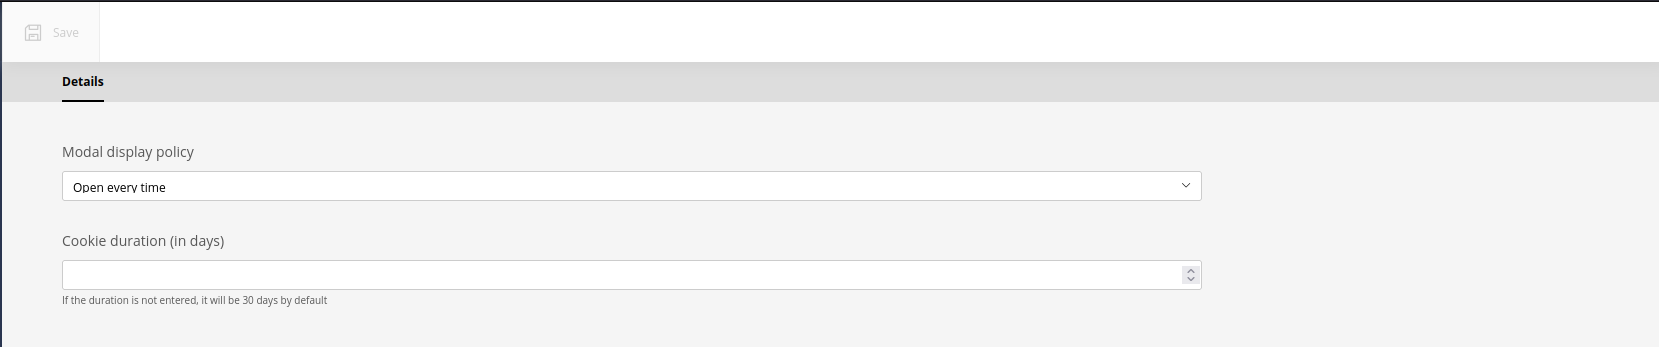 Save
Details
Modal display policy
Open every time
Cookie duration (in days)
If the duration is not entered, it will be 30 days by default